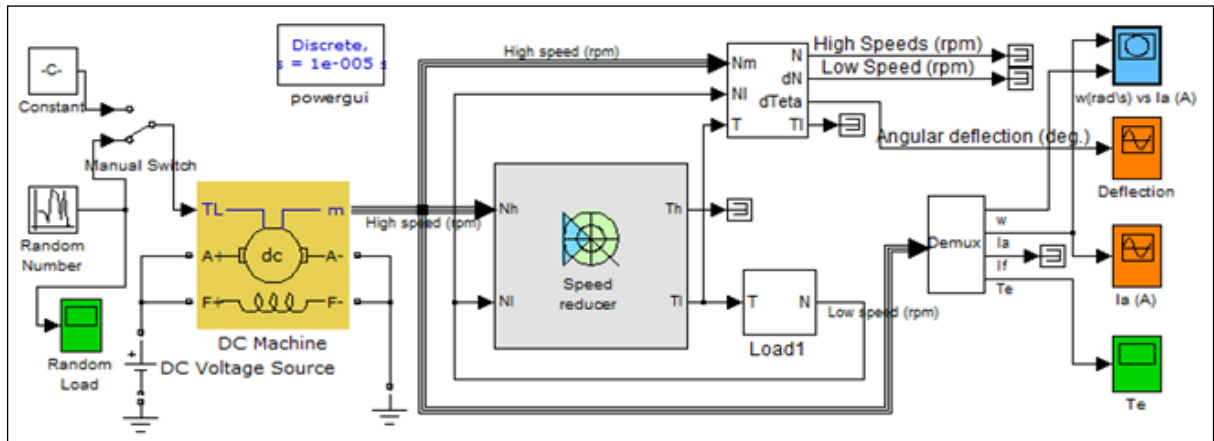 -C-
Constant
Discrete,
s = 1e-005 s
powergui
High speed (rpm)
Nm
Nl
T
N
dN
dTeta
Tl
High Speeds (rpm)
Low Speed (rpm)
Angular deflection (deg.)
w(rad\s) vs Ia (A)
Deflection
Manual Switch
Random
Number
Random
Load
TL
m
A+
dc
A-
F+
F-
DC Machine
DC Voltage Source
+
High speed (rpm)
Nh
Nl
Th
Tl
Speed
reducer
T
N
Load1
Low speed (rpm)
Demux
w
Ia
If
Te
Ia (A)
Te